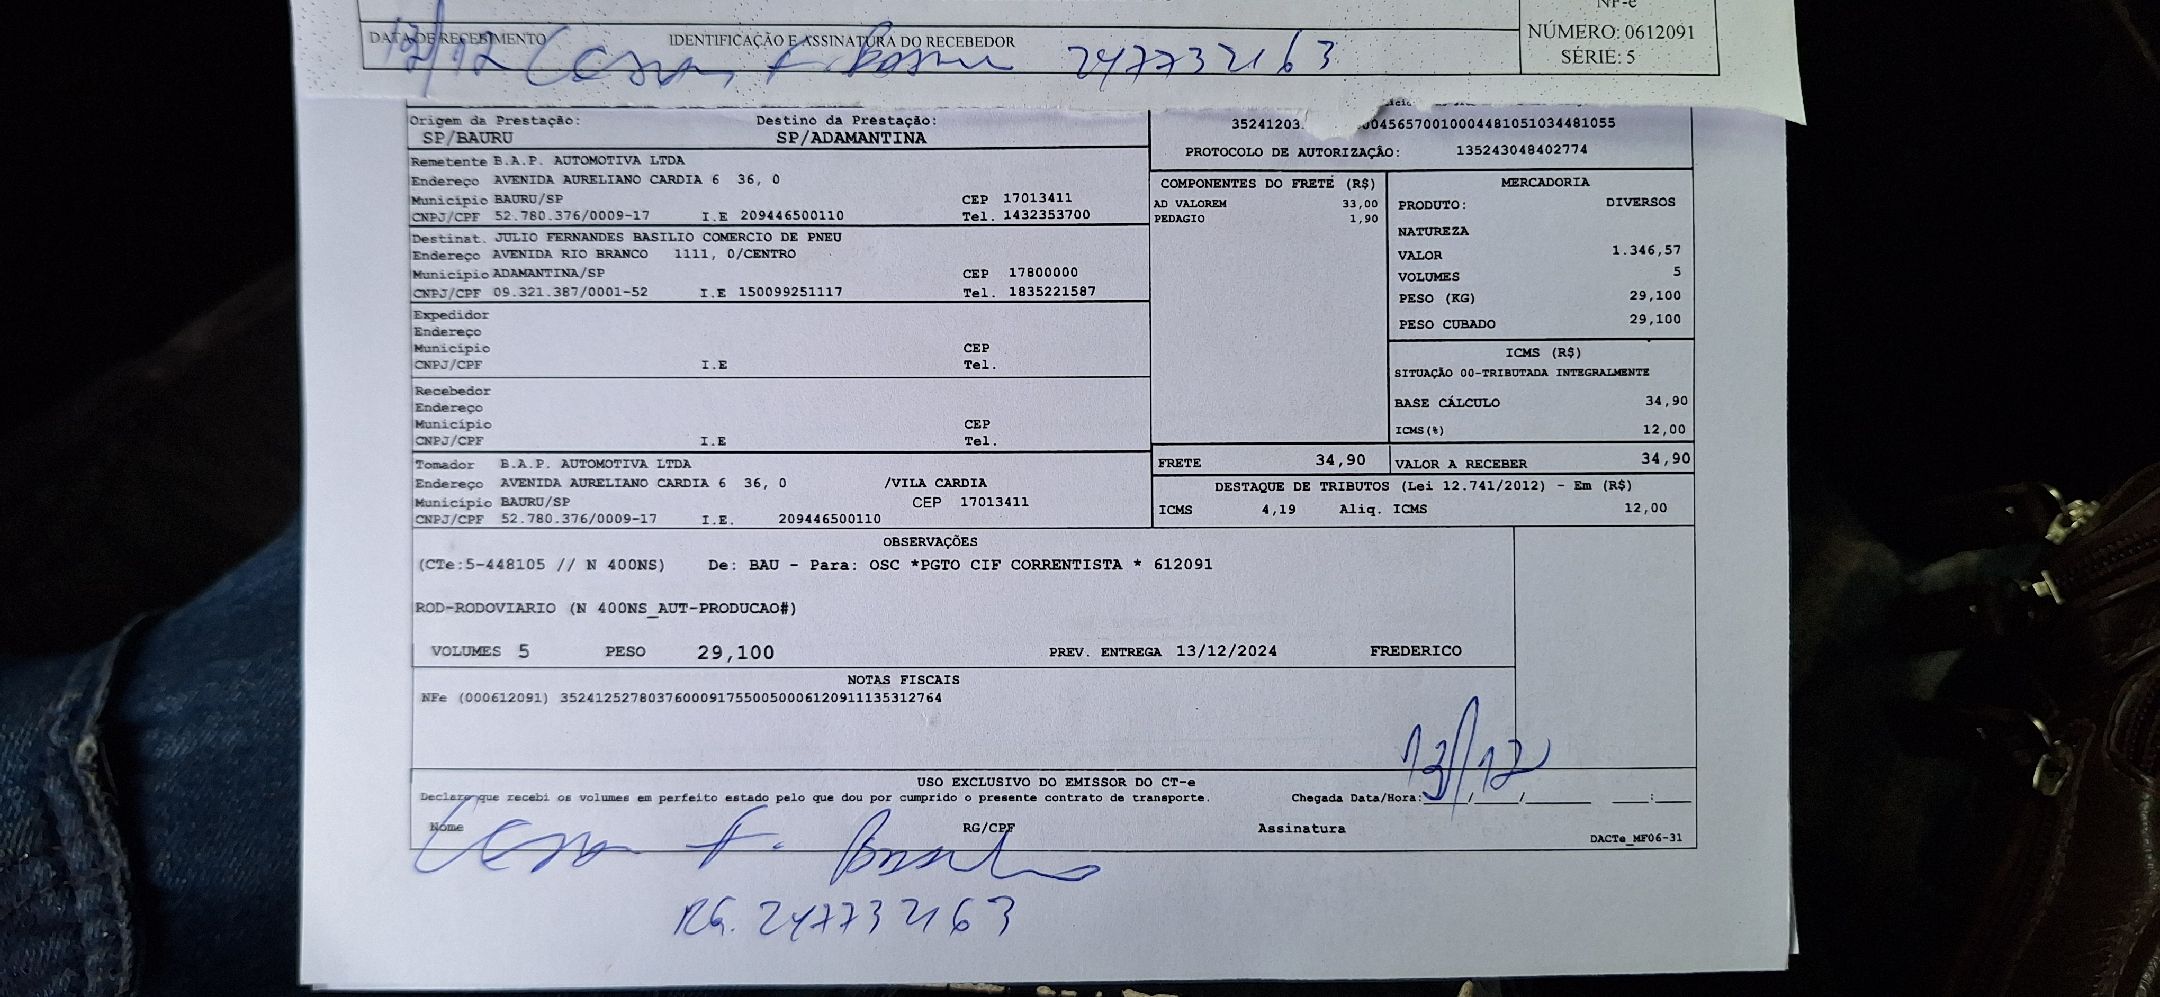 NF-e
NÚMERO: 0612091
SÉRIE: 5
DATA DE RECEBIMENTO IDENTIFICAÇÃO E ASSINATURA DO RECEBEDOR
247732163
Origem da Prestação: Destino da Prestação:
SP/BAURU SP/ADAMANTINA
35241203 00456570010004481051034481055
PROTOCOLO DE AUTORIZAÇÃO: 135243048402774
Remetente B.A.P. AUTOMOTIVA LTDA
Endereço AVENIDA AURELIANO CARDIA 6 36, 0
Município BAURU/SP CEP 17013411
CNPJ/CPF 52.780.376/0009-17 I.E 209446500110 Tel. 1432353700
Destinat. JULIO FERNANDES BASILIO COMERCIO DE PNEU
Endereço AVENIDA RIO BRANCO 1111, 0/CENTRO
Município ADAMANTINA/SP CEP 17800000
CNPJ/CPF 09.321.387/0001-52 I.E 150099251117 Tel. 1835221587
Expedidor
Endereço
Município CEP
CNPJ/CPF I.E Tel.
Recebedor
Endereço
Município CEP
CNPJ/CPF I.E Tel.
Tomador B.A.P. AUTOMOTIVA LTDA
Endereço AVENIDA AURELIANO CARDIA 6 36, 0 /VILA CARDIA
Município BAURU/SP CEP 17013411
CNPJ/CPF 52.780.376/0009-17 I.E. 209446500110
COMPONENTES DO FRETE (R$)
AD VALOREM 33,00
PEDAGIO 1,90
MERCADORIA
PRODUTO: DIVERSOS
NATUREZA
VALOR 1.346,57
VOLUMES 5
PESO (KG) 29,100
PESO CUBADO 29,100
ICMS (R$)
SITUAÇÃO 00-TRIBUTADA INTEGRALMENTE
BASE CÁLCULO 34,90
ICMS(%) 12,00
FRETE 34,90 VALOR A RECEBER 34,90
DESTAQUE DE TRIBUTOS (Lei 12.741/2012) - Em (R$)
ICMS 4,19 Aliq. ICMS 12,00
OBSERVAÇÕES
(CTe:5-448105 // N 400NS) De: BAU - Para: OSC *PGTO CIF CORRENTISTA * 612091
ROD-RODOVIARIO (N 400NS_AUT-PRODUCAO#)
VOLUMES 5 PESO 29,100 PREV. ENTREGA 13/12/2024 FREDERICO
NOTAS FISCAIS
NFe (000612091) 35241252780376000917550050006120911135312764
13/12
USO EXCLUSIVO DO EMISSOR DO CT-e
Declaro que recebi os volumes em perfeito estado pelo que dou por cumprido o presente contrato de transporte. Chegada Data/Hora: / / :
Nome RG/CPF Assinatura
DACTe_MF06-31
RG. 247732163